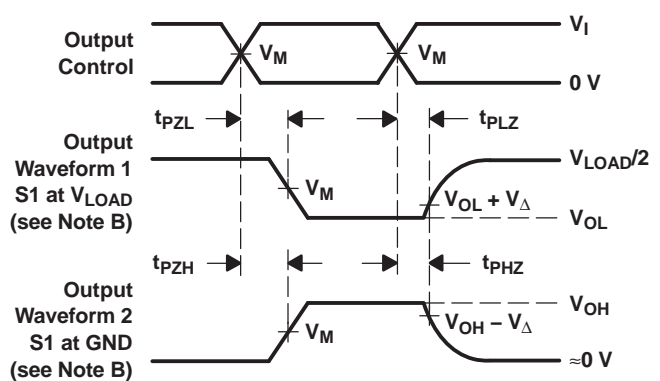 Output
Control
V_M
V_M
V_I
0 V
t_PZL
t_PLZ
Output
Waveform 1
S1 at V_LOAD
(see Note B)
V_M
V_OL + V_Δ
V_LOAD/2
V_OL
t_PZH
t_PHZ
Output
Waveform 2
S1 at GND
(see Note B)
V_M
V_OH − V_Δ
V_OH
≈0 V